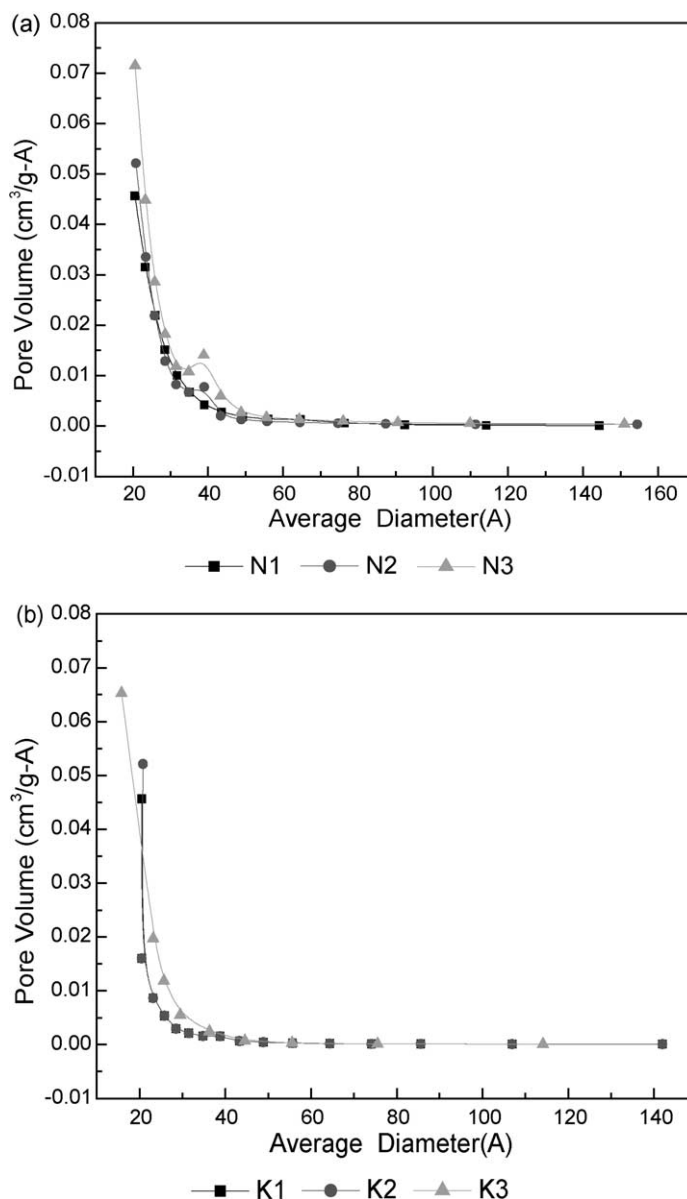 (a)
0.08
0.07
0.06
0.05
0.04
0.03
0.02
0.01
0.00
-0.01
Pore Volume (cm³/g-A)
20 40 60 80 100 120 140 160
Average Diameter(A)
N1 N2 N3
(b)
0.08
0.07
0.06
0.05
0.04
0.03
0.02
0.01
0.00
-0.01
Pore Volume (cm³/g-A)
20 40 60 80 100 120 140
Average Diameter(A)
K1 K2 K3